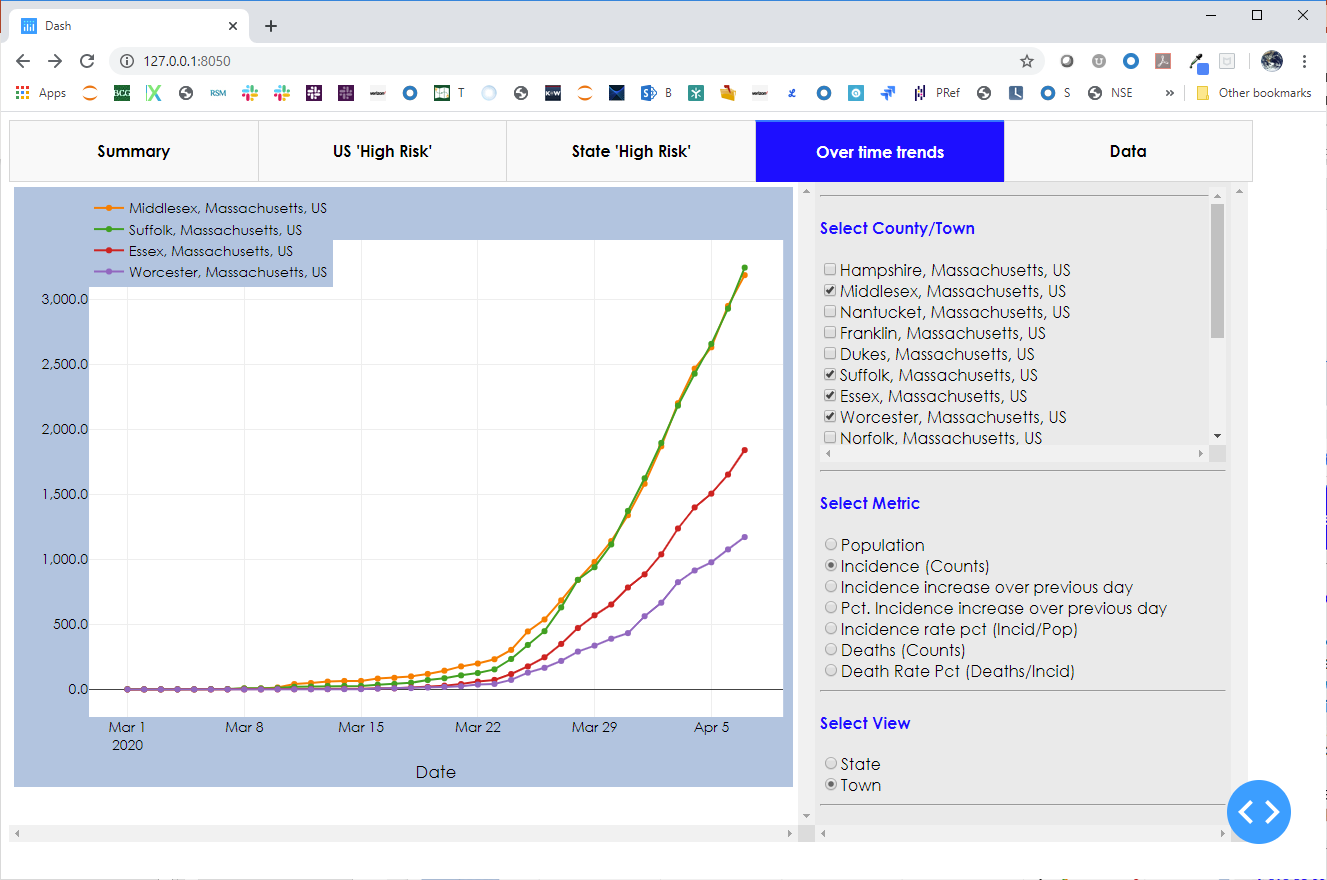 Dash
127.0.0.1:8050
Apps
BCG
RSM
verizon
T
K&W
S
B
verizon
PRef
S
NSE
»
Other bookmarks
Summary
US 'High Risk'
State 'High Risk'
Over time trends
Data
Middlesex, Massachusetts, US
Suffolk, Massachusetts, US
Essex, Massachusetts, US
Worcester, Massachusetts, US
3,000.0
2,500.0
2,000.0
1,500.0
1,000.0
500.0
0.0
Mar 1
2020
Mar 8
Mar 15
Mar 22
Mar 29
Apr 5
Date
Select County/Town
Hampshire, Massachusetts, US
Middlesex, Massachusetts, US
Nantucket, Massachusetts, US
Franklin, Massachusetts, US
Dukes, Massachusetts, US
Suffolk, Massachusetts, US
Essex, Massachusetts, US
Worcester, Massachusetts, US
Norfolk, Massachusetts, US
Select Metric
Population
Incidence (Counts)
Incidence increase over previous day
Pct. Incidence increase over previous day
Incidence rate pct (Incid/Pop)
Deaths (Counts)
Death Rate Pct (Deaths/Incid)
Select View
State
Town